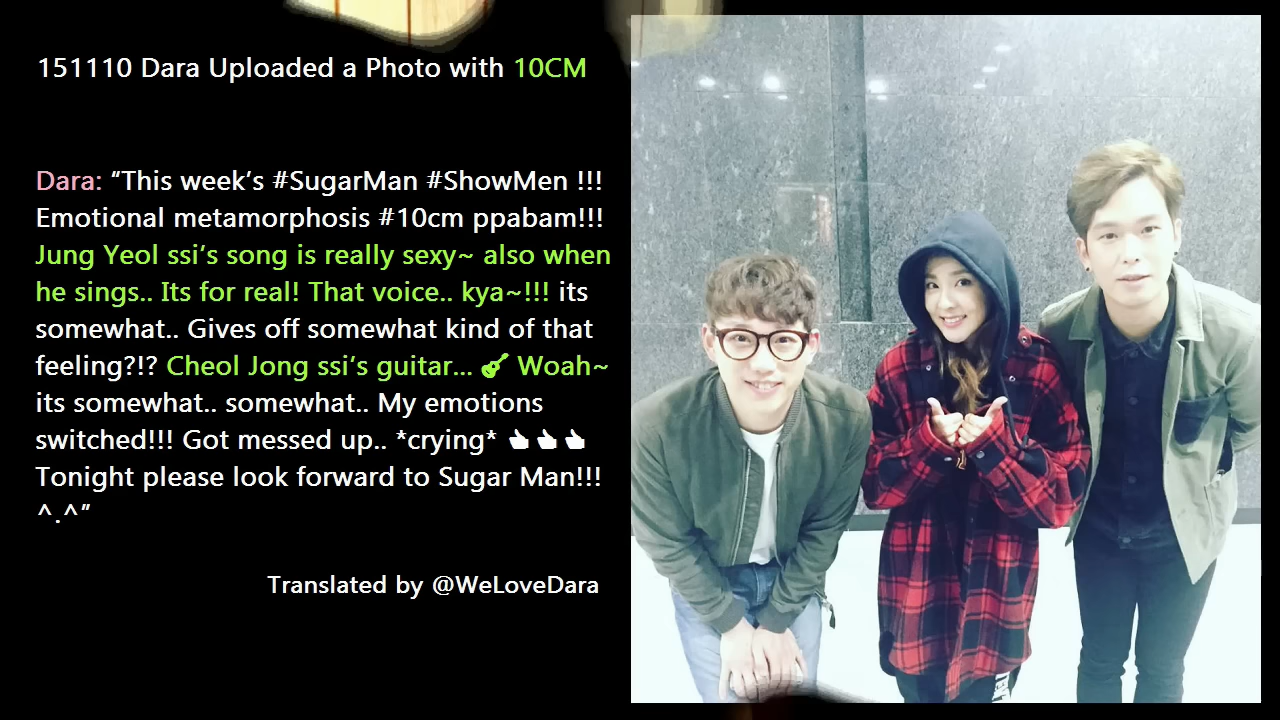 151110 Dara Uploaded a Photo with 10CM
Dara: “This week’s #SugarMan #ShowMen !!!
Emotional metamorphosis #10cm ppabam!!!
Jung Yeol ssi’s song is really sexy~ also when
he sings.. Its for real! That voice.. kya~!!! its
somewhat.. Gives off somewhat kind of that
feeling?!? Cheol Jong ssi’s guitar... 🎸 Woah~
its somewhat.. somewhat.. My emotions
switched!!! Got messed up.. *crying* 👍👍👍
Tonight please look forward to Sugar Man!!!
^.^”
Translated by @WeLoveDara